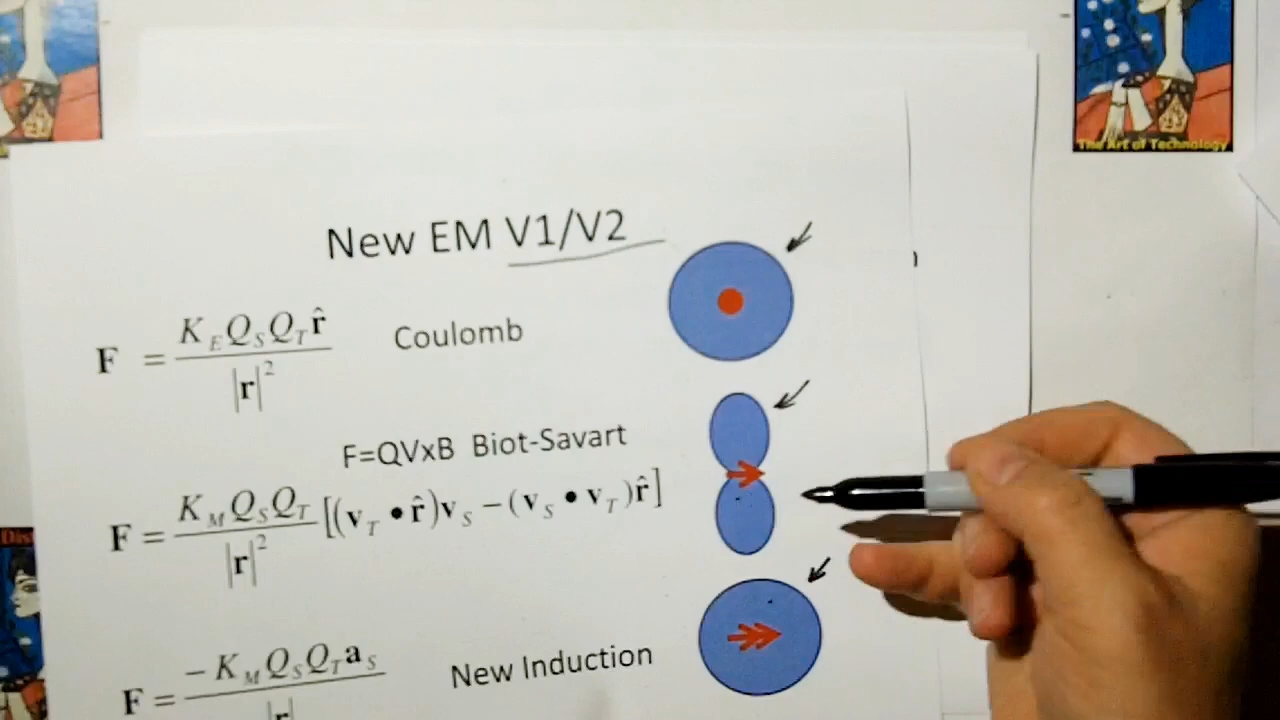 The Art of Technology
New EM V1/V2
F = K_E Q_S Q_T r̂ / |r|² Coulomb
F=QVxB Biot-Savart
F = K_M Q_S Q_T / |r|² [(v_T • r̂)v_S − (v_S • v_T)r̂]
F = −K_M Q_S Q_T a_S / |r| New Induction
Dist